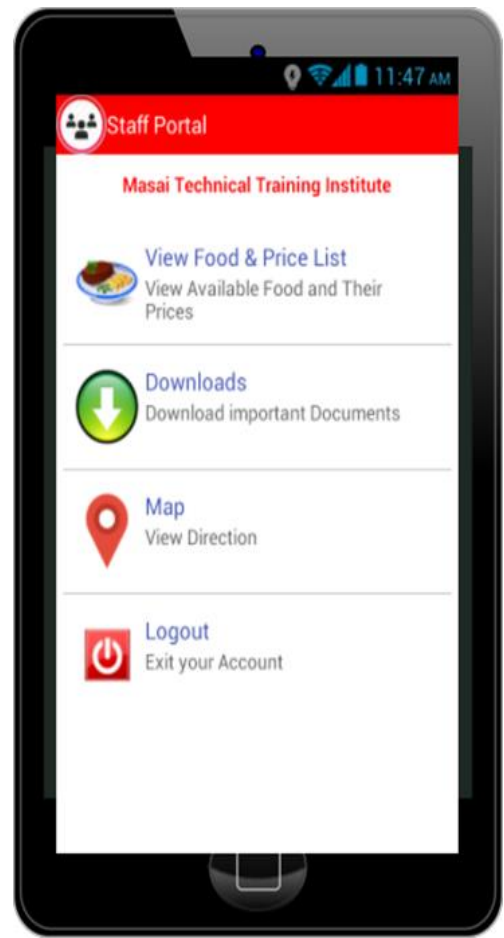 11:47 AM
Staff Portal
Masai Technical Training Institute
View Food & Price List
View Available Food and Their
Prices
Downloads
Download important Documents
Map
View Direction
Logout
Exit your Account